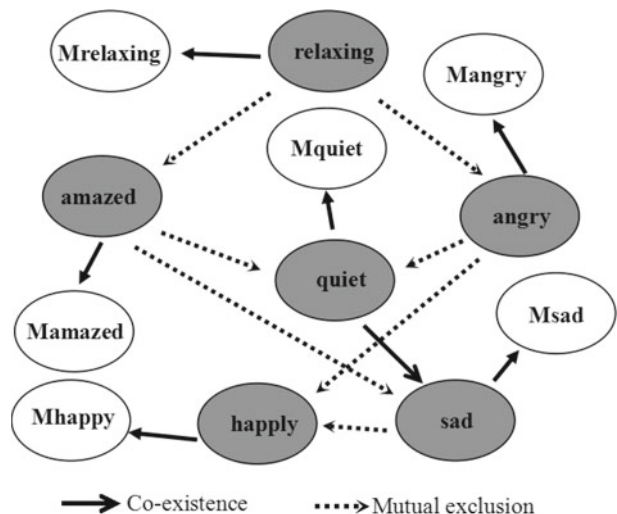 Mrelaxing
relaxing
Mangry
Mquiet
amazed
angry
quiet
Mamazed
Msad
Mhappy
happly
sad
Co-existence
Mutual exclusion